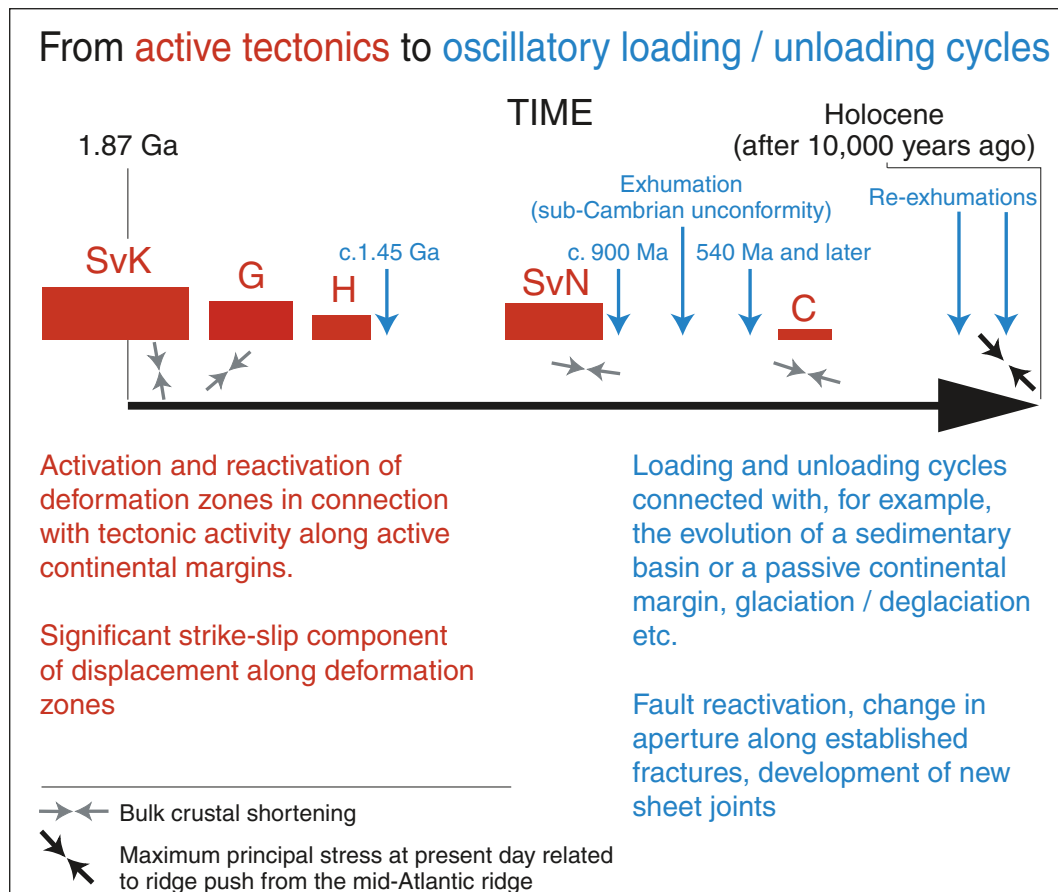 From active tectonics to oscillatory loading / unloading cycles
TIME
1.87 Ga
Holocene
(after 10,000 years ago)
Exhumation
(sub-Cambrian unconformity)
Re-exhumations
SvK
G
H
c.1.45 Ga
SvN
c. 900 Ma
540 Ma and later
C
Activation and reactivation of
deformation zones in connection
with tectonic activity along active
continental margins.
Significant strike-slip component
of displacement along deformation
zones
Loading and unloading cycles
connected with, for example,
the evolution of a sedimentary
basin or a passive continental
margin, glaciation / deglaciation
etc.
Fault reactivation, change in
aperture along established
fractures, development of new
sheet joints
Bulk crustal shortening
Maximum principal stress at present day related
to ridge push from the mid-Atlantic ridge